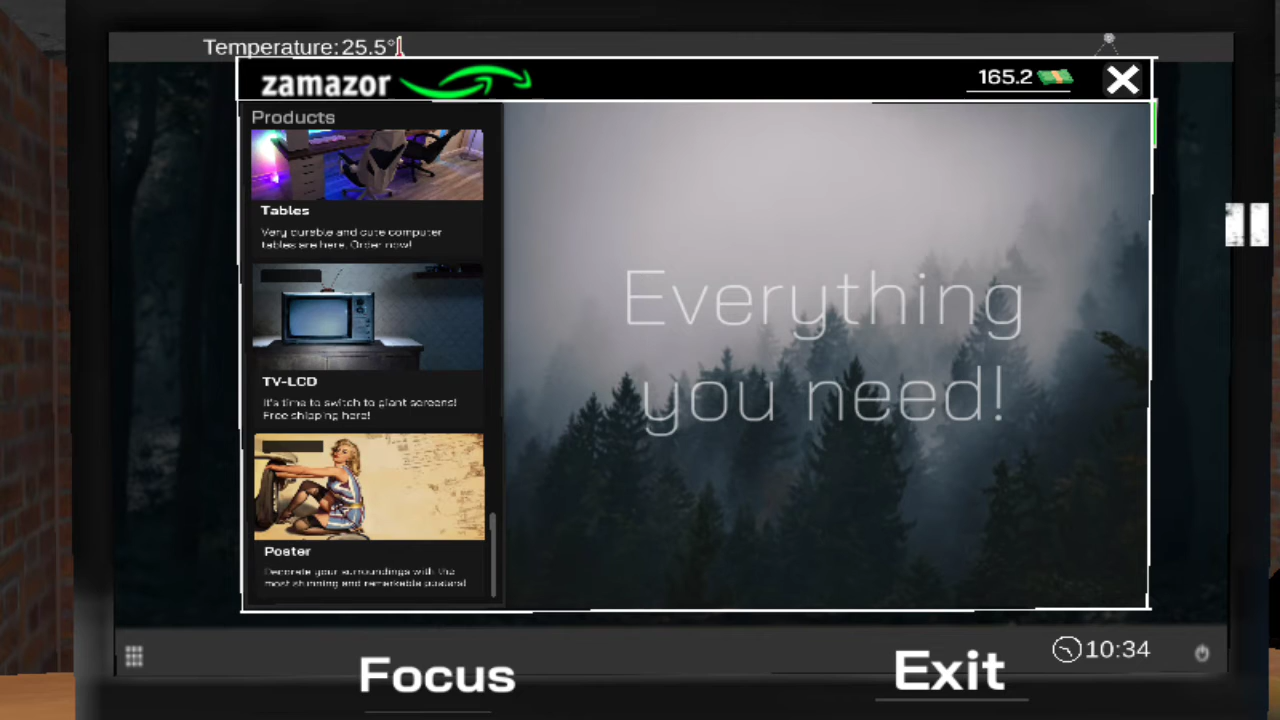 Temperature: 25.5°
zamazor
165.2
Products
Tables
Very durable and cute computer
tables are here. Order now!
TV-LCD
It's time to switch to giant screens!
Free shipping here!
Poster
Decorate your surroundings with the
most stunning and remarkable posters!
Everything
you need!
10:34
Focus
Exit